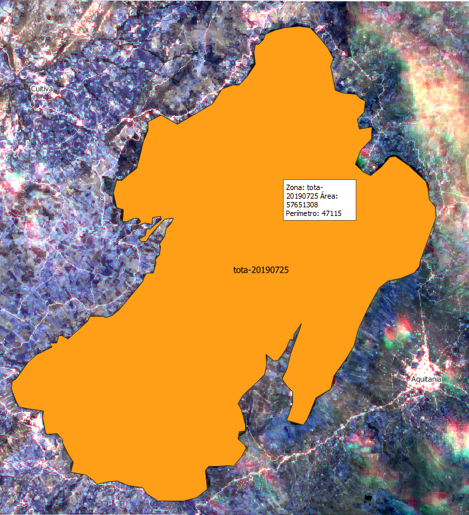 Cuitiva
Zona: tota-
20190725 Área:
57651308
Perímetro: 47115
tota-20190725
Aquitania